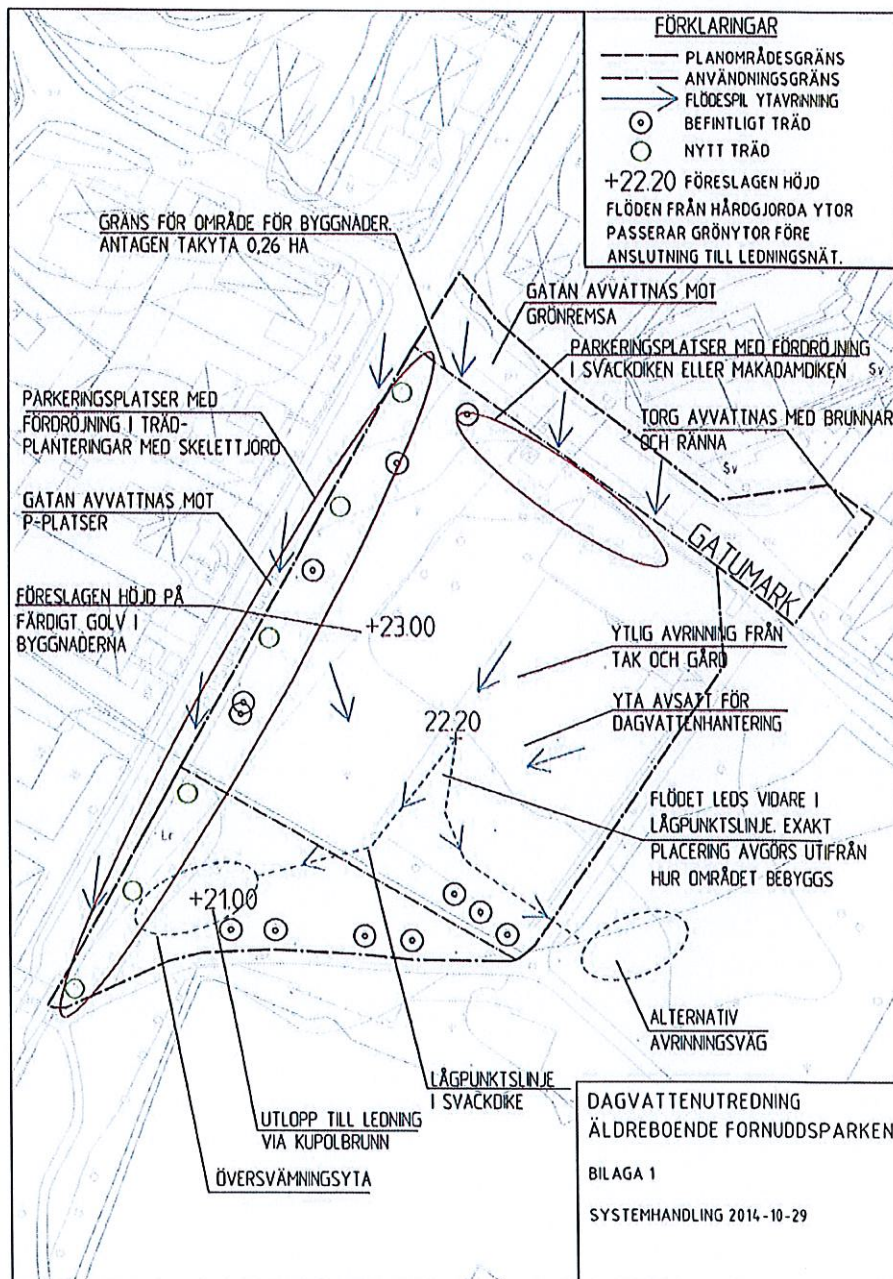 FÖRKLARINGAR
PLANOMRÅDESGRÄNS
ANVÄNDNINGSGRÄNS
FLÖDESPIL YTAVRINNING
BEFINTLIGT TRÄD
NYTT TRÄD
+22.20 FÖRESLAGEN HÖJD
FLÖDEN FRÅN HÅRDGJORDA YTOR
PASSERAR GRÖNYTOR FÖRE
ANSLUTNING TILL LEDNINGSNÄT.
GRÄNS FÖR OMRÅDE FÖR BYGGNADER.
ANTAGEN TAKYTA 0,26 HA
GATAN AVVATTNAS MOT
GRÖNREMSA
PARKERINGSPLATSER MED FÖRDRÖJNING
I SVACKDIKEN ELLER MAKADAMDIKEN
Sv
PARKERINGSPLATSER MED
FÖRDRÖJNING I TRÄD-
PLANTERINGAR MED SKELETTJORD
TORG AVVATTNAS MED BRUNNAR
OCH RÄNNA
Sv
GATAN AVVATTNAS MOT
P-PLATSER
GATUMARK
FÖRESLAGEN HÖJD PÅ
FÄRDIGT GOLV I
BYGGNADERNA
+23.00
YTLIG AVRINNING FRÅN
TAK OCH GÅRD
22.20
YTA AVSATT FÖR
DAGVATTENHANTERING
FLÖDET LEDS VIDARE I
LÅGPUNKTSLINJE. EXAKT
PLACERING AVGÖRS UTIFRÅN
HUR OMRÅDET BEBYGGS
Lr
+21.00
ALTERNATIV
AVRINNINGSVÄG
LÅGPUNKTSLINJE
I SVACKDIKE
UTLOPP TILL LEDNING
VIA KUPOLBRUNN
ÖVERSVÄMNINGSYTA
DAGVATTENUTREDNING
ÄLDREBOENDE FORNUDDSPARKEN
BILAGA 1
SYSTEMHANDLING 2014-10-29